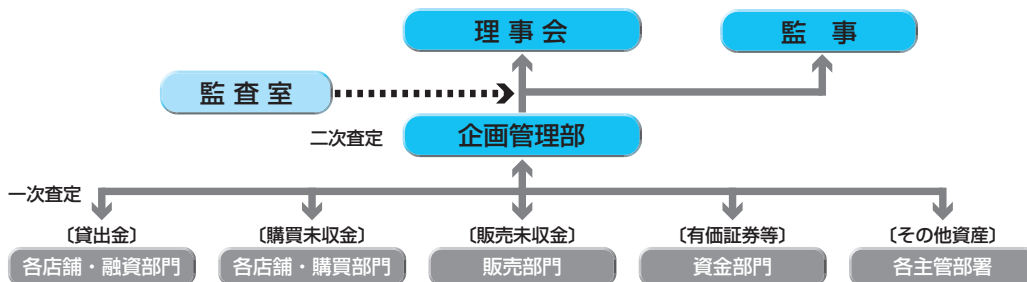 理事会
監　事
監査室
二次査定
企画管理部
一次査定
〔貸出金〕
〔購買未収金〕
〔販売未収金〕
〔有価証券等〕
〔その他資産〕
各店舗・融資部門
各店舗・購買部門
販売部門
資金部門
各主管部署